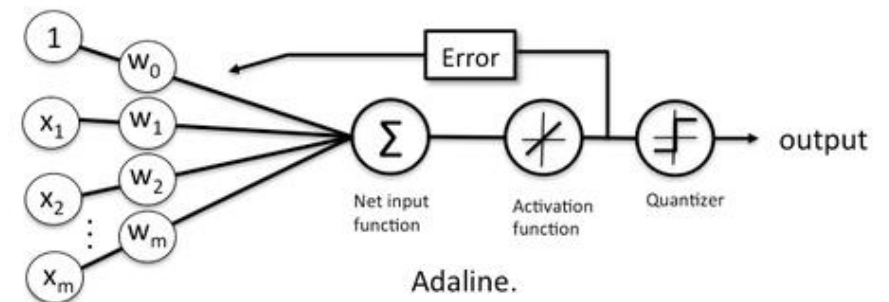 1
w₀
Error
x₁
w₁
Σ
output
x₂
w₂
Net input
function
Activation
function
Quantizer
⋮
wₘ
xₘ
Adaline.